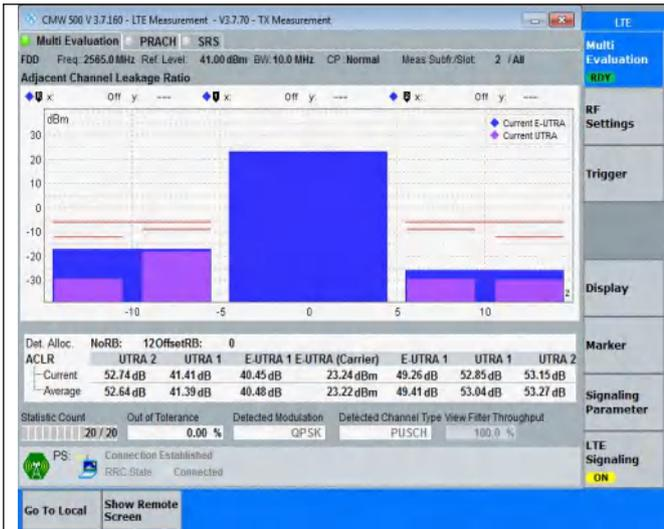 CMW 500 V 3.7.160 - LTE Measurement - V3.7.70 - TX Measurement
LTE
Multi Evaluation PRACH SRS
FDD Freq.: 2565.0 MHz Ref. Level: 41.00 dBm BW: 10.0 MHz CP: Normal Meas Subfr./Slot: 2 / All
Multi Evaluation
RDY
Adjacent Channel Leakage Ratio
x: Off y: --- x: Off y: --- x: Off y: ---
dBm
Current E-UTRA
Current UTRA
RF Settings
30
20
10
0
-10
-20
-30
Trigger
-10 -5 0 5 10
Display
Det. Alloc. NoRB: 12OffsetRB: 0
ACLR UTRA 2 UTRA 1 E-UTRA 1 E-UTRA (Carrier) E-UTRA 1 UTRA 1 UTRA 2
Current 52.74 dB 41.41 dB 40.45 dB 23.24 dBm 49.26 dB 52.85 dB 53.15 dB
Average 52.64 dB 41.39 dB 40.48 dB 23.22 dBm 49.41 dB 53.04 dB 53.27 dB
Marker
Statistic Count Out of Tolerance Detected Modulation Detected Channel Type View Filter Throughput
20 / 20 0.00 % QPSK PUSCH 100.0 %
Signaling Parameter
PS: Connection Established
RRC State Connected
LTE Signaling
ON
Go To Local
Show Remote Screen